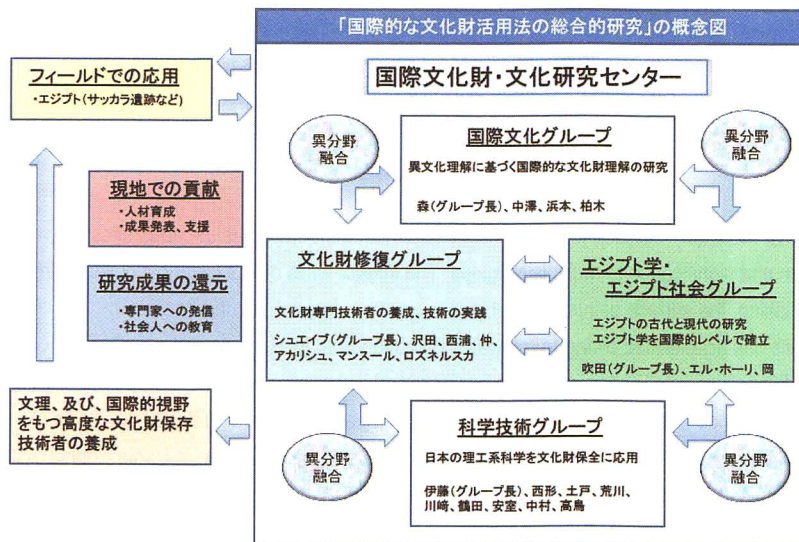 「国際的な文化財活用法の総合的研究」の概念図
国際文化財・文化研究センター
フィールドでの応用
・エジプト(サッカラ遺跡など)
現地での貢献
・人材育成
・成果発表、支援
研究成果の還元
・専門家への発信
・社会人への教育
文理、及び、国際的視野
をもつ高度な文化財保存
技術者の養成
異分野
融合
国際文化グループ
異文化理解に基づく国際的な文化財理解の研究
森(グループ長)、中澤、浜本、柏木
異分野
融合
文化財修復グループ
文化財専門技術者の養成、技術の実践
シュエイブ(グループ長)、沢田、西浦、仲、
アカリシュ、マンスール、ロズネルスカ
エジプト学・
エジプト社会グループ
エジプトの古代と現代の研究
エジプト学を国際的レベルで確立
吹田(グループ長)、エル・ホーリ、岡
異分野
融合
科学技術グループ
日本の理工系科学を文化財保全に応用
伊藤(グループ長)、西形、土戸、荒川、
川﨑、鶴田、安室、中村、高鳥
異分野
融合